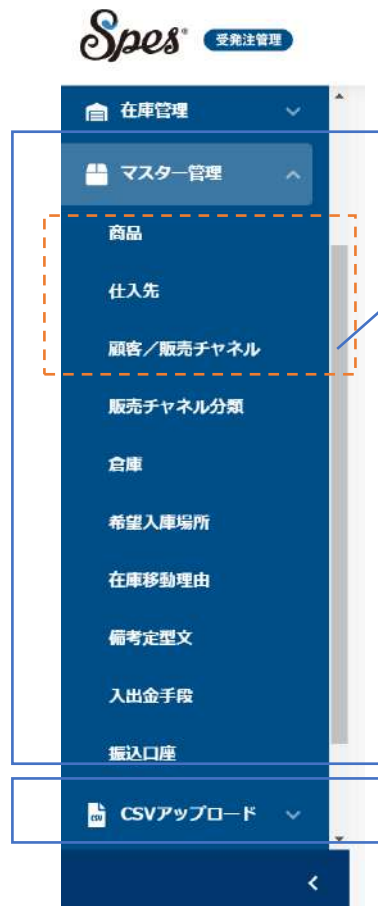 Spes® 受発注管理
在庫管理
マスター管理
商品
仕入先
顧客／販売チャネル
販売チャネル分類
倉庫
希望入庫場所
在庫移動理由
備考定型文
入出金手段
振込口座
CSV CSVアップロード